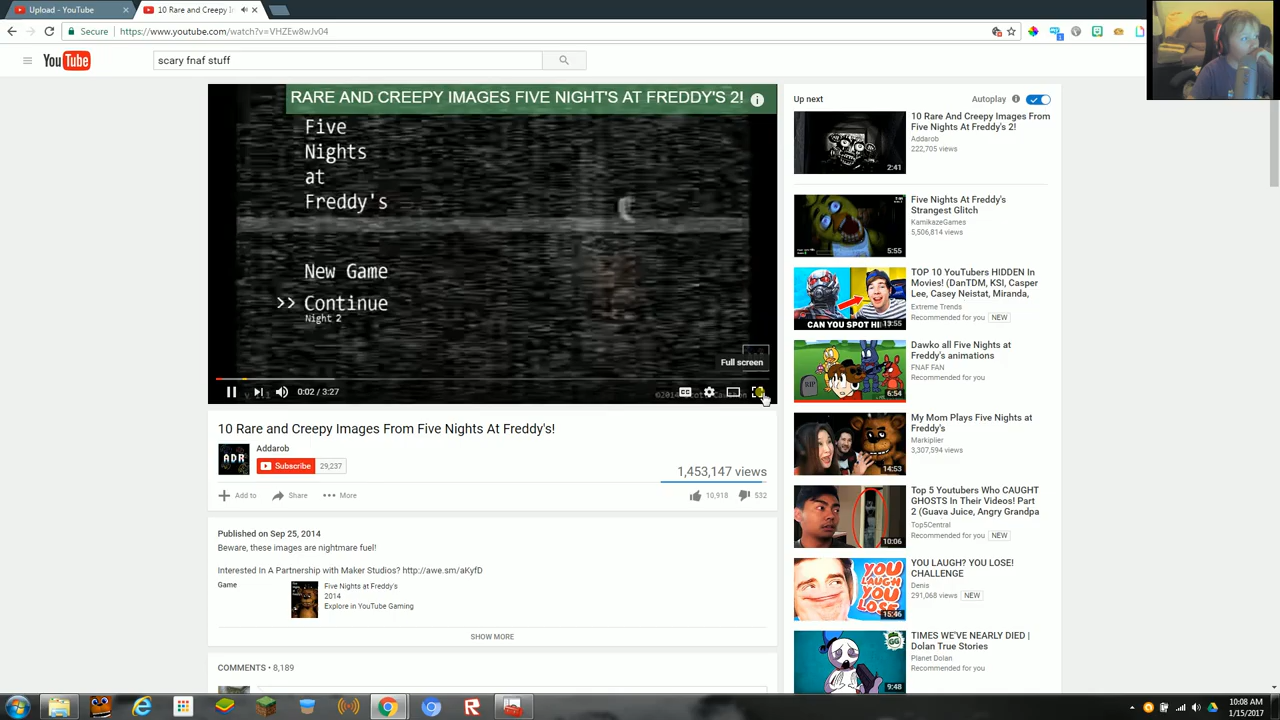 Upload - YouTube
10 Rare and Creepy I
Secure
https://www.youtube.com/watch?v=VHZEw8wJv04
YouTube
scary fnaf stuff
RARE AND CREEPY IMAGES FIVE NIGHT'S AT FREDDY'S 2!
Five
Nights
at
Freddy's
New Game
>> Continue
Night 2
Full screen
0:02 / 3:27
CC
10 Rare and Creepy Images From Five Nights At Freddy's!
ADR
Addarob
Subscribe
29,237
1,453,147 views
Add to
Share
More
10,918
532
Published on Sep 25, 2014
Beware, these images are nightmare fuel!
Interested In A Partnership with Maker Studios? http://awe.sm/aKyfD
Game
Five Nights at Freddy's
2014
Explore in YouTube Gaming
SHOW MORE
COMMENTS • 8,189
Up next
Autoplay
10 Rare And Creepy Images From
Five Nights At Freddy's 2!
Addarob
222,705 views
2:41
Five Nights At Freddy's
Strangest Glitch
KamikazeGames
5,506,814 views
5:55
TOP 10 YouTubers HIDDEN In
Movies! (DanTDM, KSI, Casper
Lee, Casey Neistat, Miranda,
Extreme Trends
Recommended for you NEW
CAN YOU SPOT HI
13:55
Dawko all Five Nights at
Freddy's animations
FNAF FAN
Recommended for you
RIP
6:54
My Mom Plays Five Nights at
Freddy's
Markiplier
3,307,594 views
14:53
Top 5 Youtubers Who CAUGHT
GHOSTS In Their Videos! Part
2 (Guava Juice, Angry Grandpa
Top5Central
Recommended for you NEW
10:06
YOU LAUGH? YOU LOSE!
CHALLENGE
Denis
291,068 views NEW
YOU
LAUGH
YOU
LOSE
15:46
TIMES WE'VE NEARLY DIED |
Dolan True Stories
Planet Dolan
Recommended for you
9:48
10:08 AM
1/15/2017